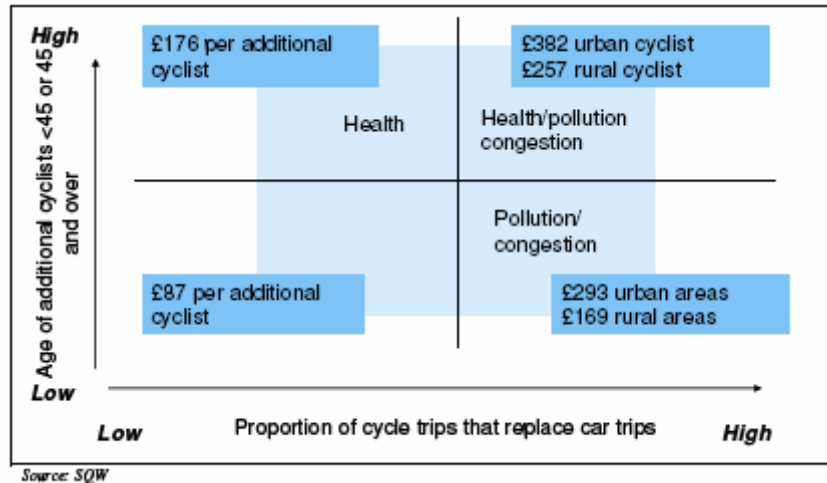 High
£176 per additional
cyclist
£382 urban cyclist
£257 rural cyclist
Health
Health/pollution
congestion
Age of additional cyclists <45 or 45
and over
Pollution/
congestion
£87 per additional
cyclist
£293 urban areas
£169 rural areas
Low
Low
Proportion of cycle trips that replace car trips
High
Source: SQW